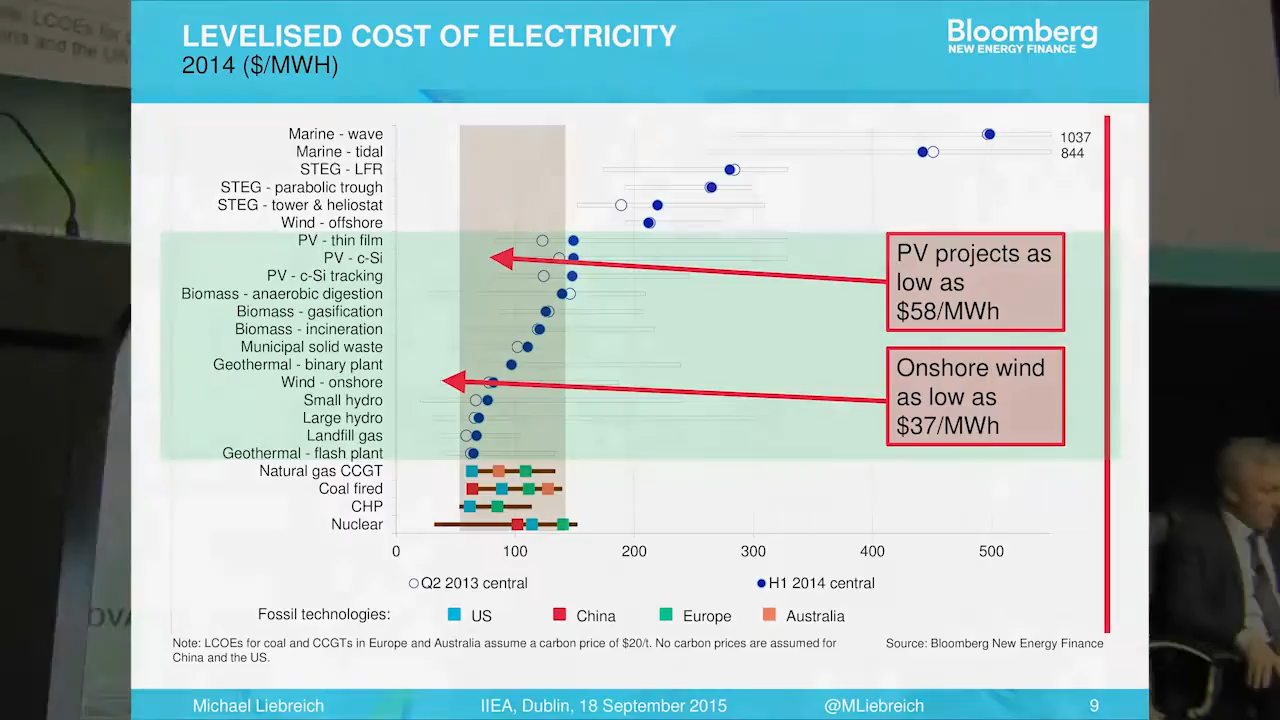 LEVELISED COST OF ELECTRICITY
2014 ($/MWH)
Bloomberg
NEW ENERGY FINANCE
Marine - wave
1037
Marine - tidal
844
STEG - LFR
STEG - parabolic trough
STEG - tower & heliostat
Wind - offshore
PV - thin film
PV - c-Si
PV - c-Si tracking
Biomass - anaerobic digestion
Biomass - gasification
Biomass - incineration
Municipal solid waste
Geothermal - binary plant
Wind - onshore
Small hydro
Large hydro
Landfill gas
Geothermal - flash plant
Natural gas CCGT
Coal fired
CHP
Nuclear
PV projects as
low as
$58/MWh
Onshore wind
as low as
$37/MWh
0 100 200 300 400 500
Q2 2013 central H1 2014 central
Fossil technologies: US China Europe Australia
Note: LCOEs for coal and CCGTs in Europe and Australia assume a carbon price of $20/t. No carbon prices are assumed for
China and the US.
Source: Bloomberg New Energy Finance
Michael Liebreich IIEA, Dublin, 18 September 2015 @MLiebreich 9